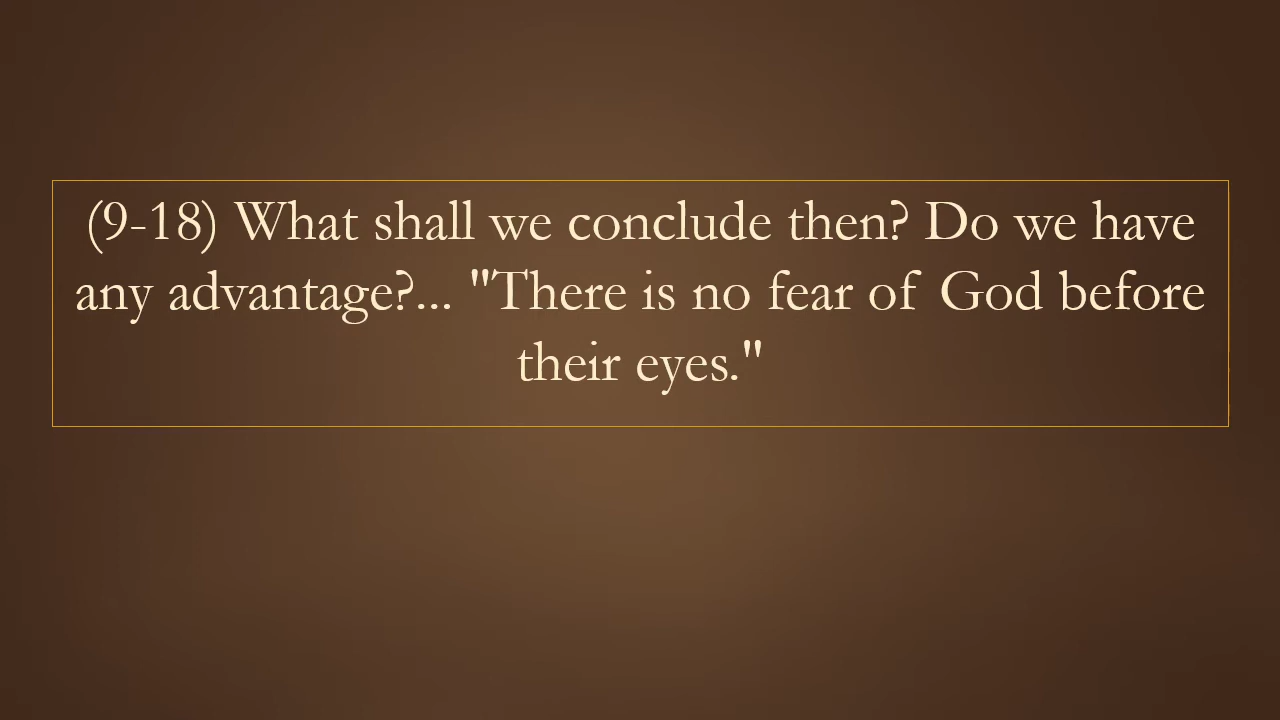 (9-18) What shall we conclude then? Do we have
any advantage?... "There is no fear of God before
their eyes."